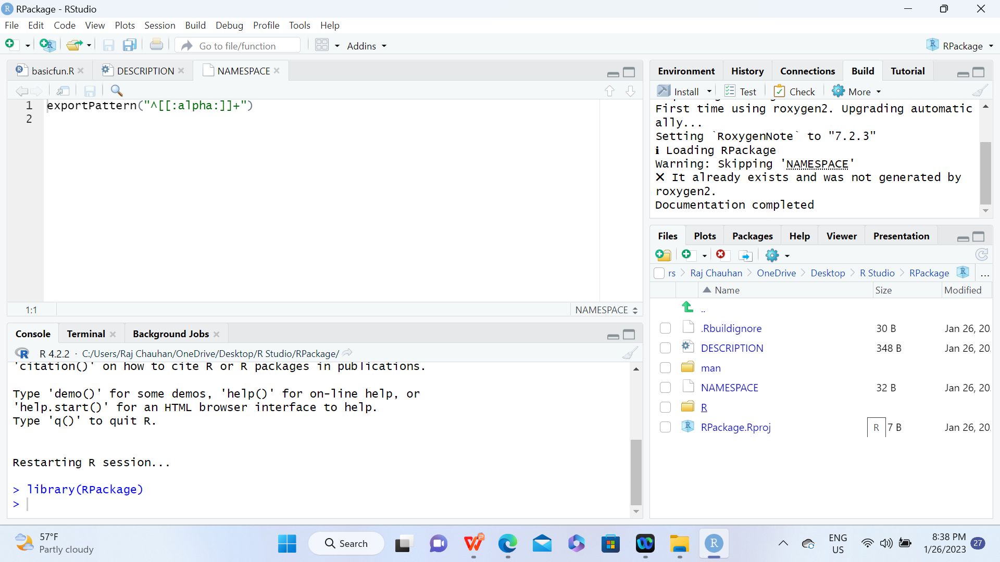 RPackage - RStudio
File Edit Code View Plots Session Build Debug Profile Tools Help
Go to file/function Addins RPackage
basicfun.R DESCRIPTION NAMESPACE
1 exportPattern("^[[:alpha:]]+")
2
1:1 NAMESPACE
Console Terminal Background Jobs
R 4.2.2 · C:/Users/Raj Chauhan/OneDrive/Desktop/R Studio/RPackage/
'citation()' on how to cite R or R packages in publications.
Type 'demo()' for some demos, 'help()' for on-line help, or
'help.start()' for an HTML browser interface to help.
Type 'q()' to quit R.
Restarting R session...
> library(RPackage)
>
Environment History Connections Build Tutorial
Install Test Check More
First time using roxygen2. Upgrading automatic
ally...
Setting `RoxygenNote` to "7.2.3"
ℹ Loading RPackage
Warning: Skipping 'NAMESPACE'
✖ It already exists and was not generated by
roxygen2.
Documentation completed
Files Plots Packages Help Viewer Presentation
rs Raj Chauhan OneDrive Desktop R Studio RPackage ...
Name Size Modified
..
.Rbuildignore 30 B Jan 26, 20
DESCRIPTION 348 B Jan 26, 20
man
NAMESPACE 32 B Jan 26, 20
R
RPackage.Rproj R 7 B Jan 26, 20
57°F
Partly cloudy
Search
ENG
US
8:38 PM
1/26/2023
27